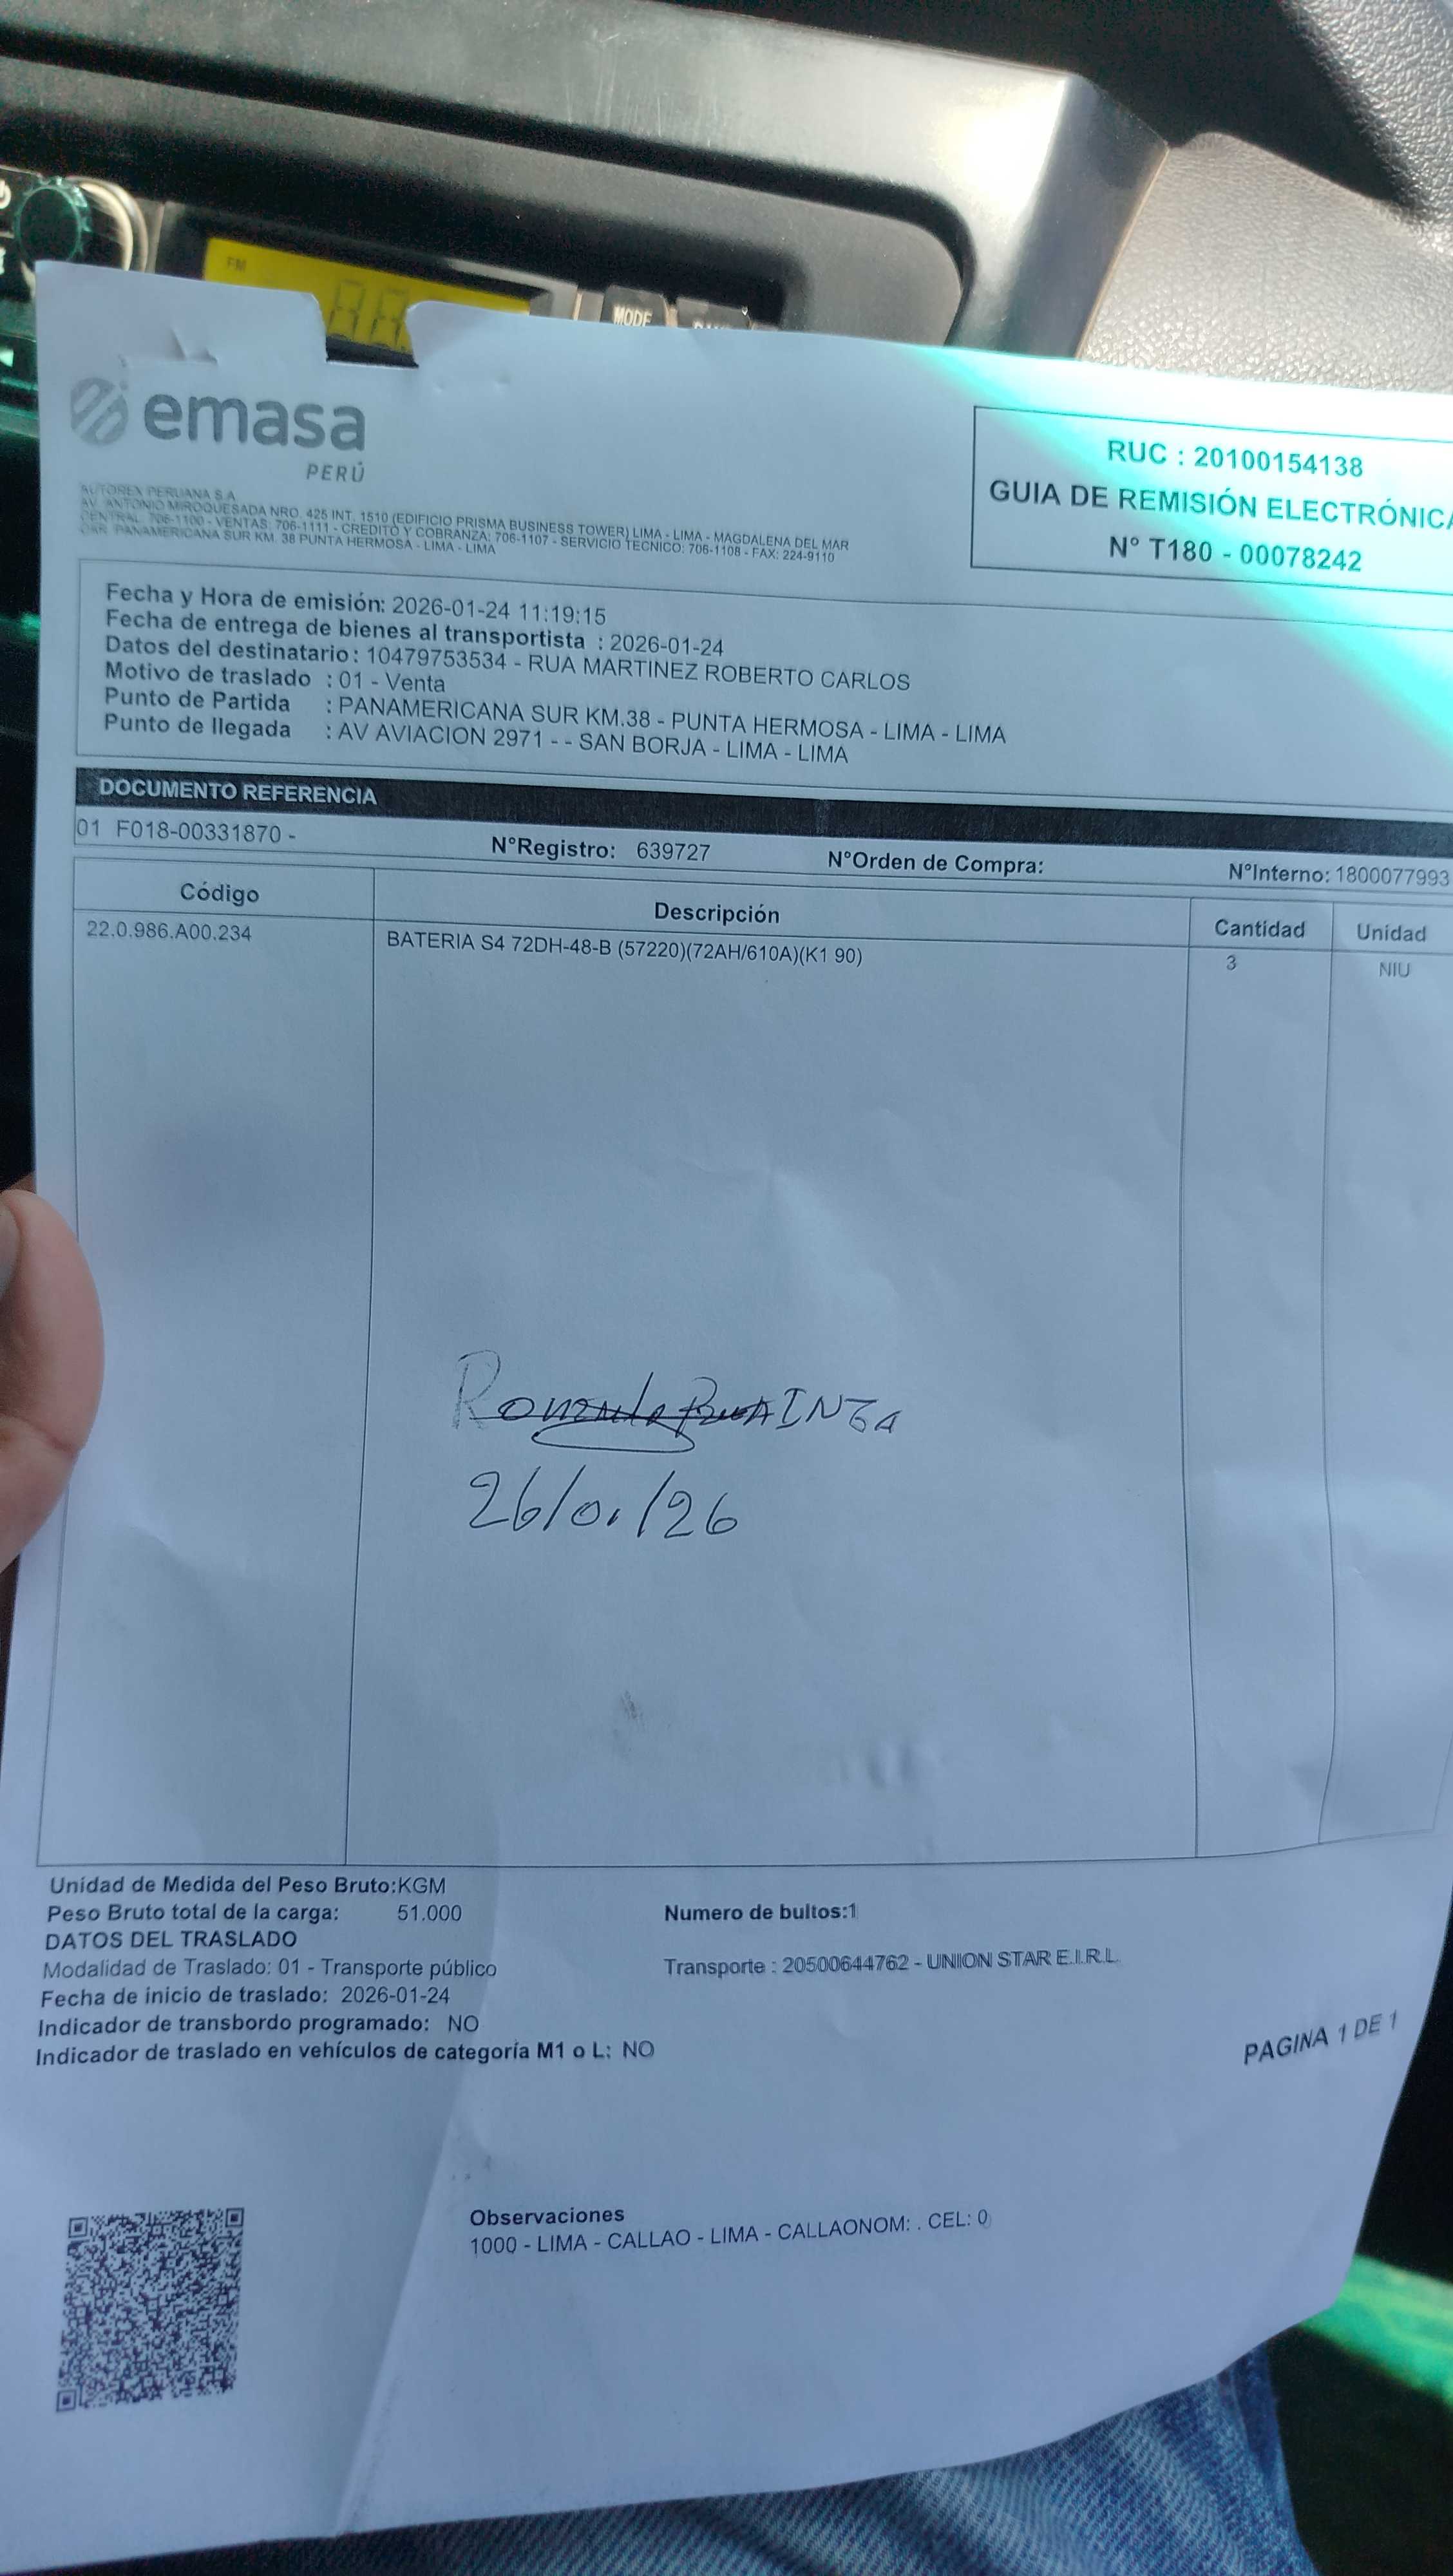 FM
MODE
emasa
PERÚ
AUTOREX PERUANA S.A.
AV. ANTONIO MIROQUESADA NRO. 425 INT. 1510 (EDIFICIO PRISMA BUSINESS TOWER) LIMA - LIMA - MAGDALENA DEL MAR
CENTRAL: 706-1100 - VENTAS: 706-1111 - CREDITO Y COBRANZA: 706-1107 - SERVICIO TECNICO: 706-1108 - FAX: 224-9110
CAR. PANAMERICANA SUR KM. 38 PUNTA HERMOSA - LIMA - LIMA
RUC : 20100154138
GUIA DE REMISIÓN ELECTRÓNICA
N° T180 - 00078242
Fecha y Hora de emisión: 2026-01-24 11:19:15
Fecha de entrega de bienes al transportista : 2026-01-24
Datos del destinatario: 10479753534 - RUA MARTINEZ ROBERTO CARLOS
Motivo de traslado : 01 - Venta
Punto de Partida : PANAMERICANA SUR KM.38 - PUNTA HERMOSA - LIMA - LIMA
Punto de llegada : AV AVIACION 2971 - - SAN BORJA - LIMA - LIMA
DOCUMENTO REFERENCIA
01 F018-00331870 - N°Registro: 639727 N°Orden de Compra: N°Interno: 1800077993
Código Descripción Cantidad Unidad
22.0.986.A00.234 BATERIA S4 72DH-48-B (57220)(72AH/610A)(K1 90) 3 NIU
26/01/26
Unidad de Medida del Peso Bruto:KGM
Peso Bruto total de la carga: 51.000 Numero de bultos:1
DATOS DEL TRASLADO
Modalidad de Traslado: 01 - Transporte público Transporte : 20500644762 - UNION STAR E.I.R.L.
Fecha de inicio de traslado: 2026-01-24
Indicador de transbordo programado: NO
Indicador de traslado en vehículos de categoría M1 o L: NO
PAGINA 1 DE 1
Observaciones
1000 - LIMA - CALLAO - LIMA - CALLAONOM: . CEL: 0